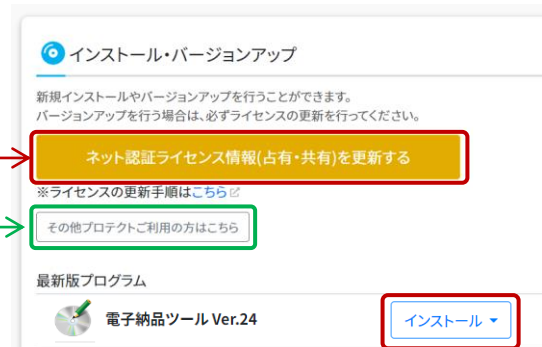 インストール・バージョンアップ
新規インストールやバージョンアップを行うことができます。
バージョンアップを行う場合は、必ずライセンスの更新を行ってください。
ネット認証ライセンス情報(占有・共有)を更新する
※ライセンスの更新手順はこちら
その他プロテクトご利用の方はこちら
最新版プログラム
電子納品ツール Ver.24
インストール